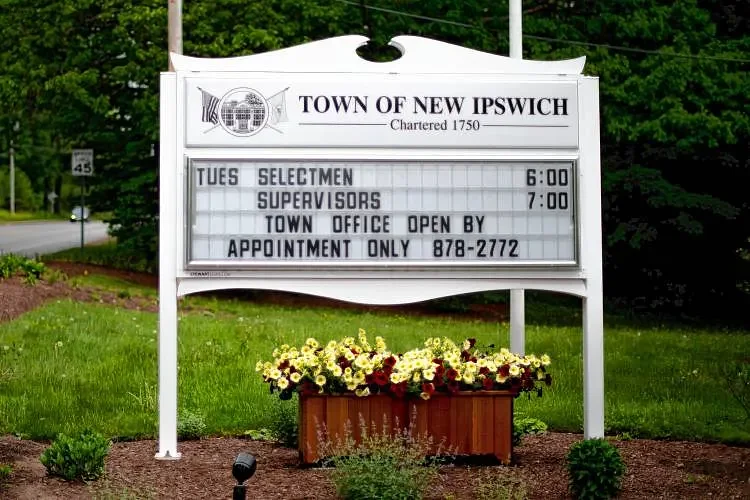 TOWN OF NEW IPSWICH
Chartered 1750
TUES SELECTMEN 6:00
SUPERVISORS 7:00
TOWN OFFICE OPEN BY
APPOINTMENT ONLY 878-2772
45